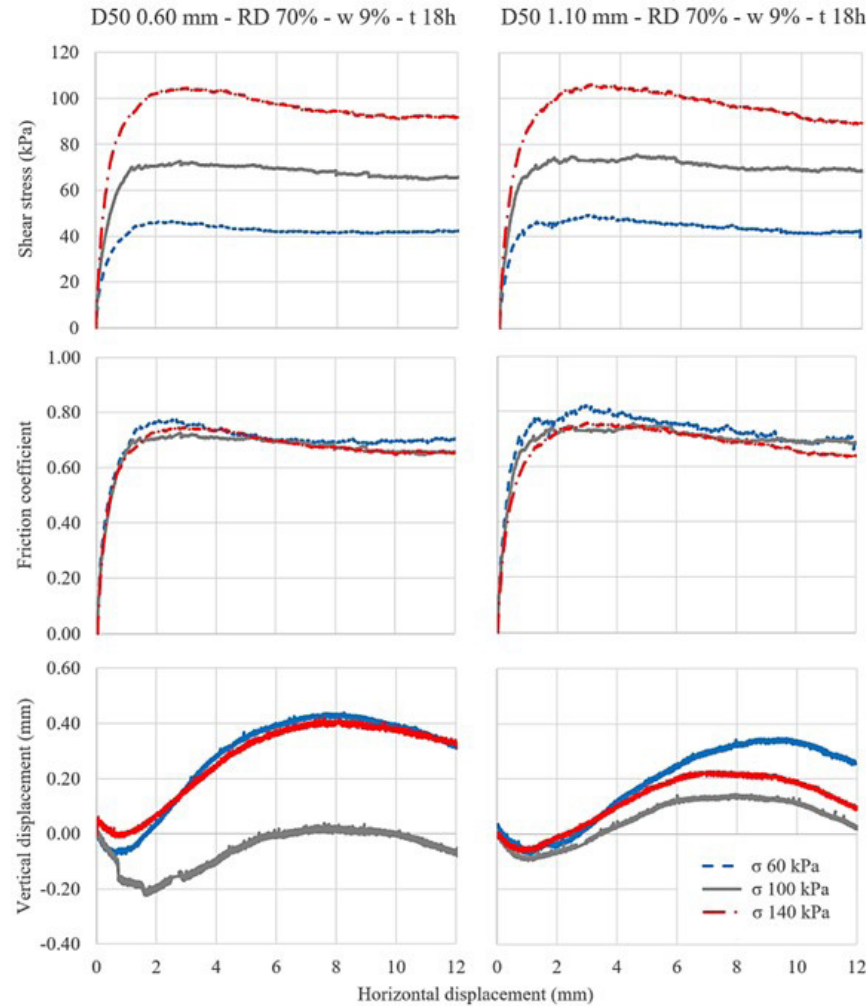 D50 0.60 mm - RD 70% - w 9% - t 18h
D50 1.10 mm - RD 70% - w 9% - t 18h
Shear stress (kPa)
120
100
80
60
40
20
0
Friction coefficient
1.00
0.80
0.60
0.40
0.20
0.00
Vertical displacement (mm)
0.60
0.40
0.20
0.00
-0.20
-0.40
σ 60 kPa
σ 100 kPa
σ 140 kPa
0 2 4 6 8 10 12
0 2 4 6 8 10 12
Horizontal displacement (mm)